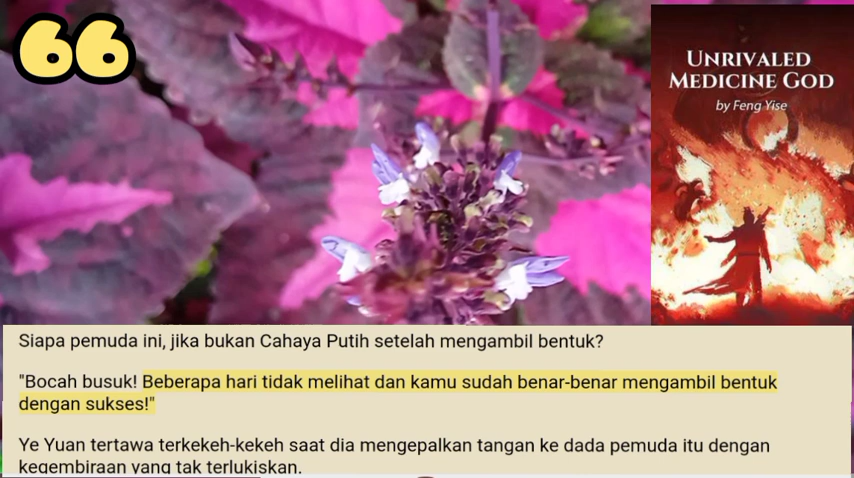 66
UNRIVALED
MEDICINE GOD
by Feng Yise
Siapa pemuda ini, jika bukan Cahaya Putih setelah mengambil bentuk?
"Bocah busuk! Beberapa hari tidak melihat dan kamu sudah benar-benar mengambil bentuk
dengan sukses!"
Ye Yuan tertawa terkekeh-kekeh saat dia mengepalkan tangan ke dada pemuda itu dengan
kegembiraan yang tak terlukiskan.